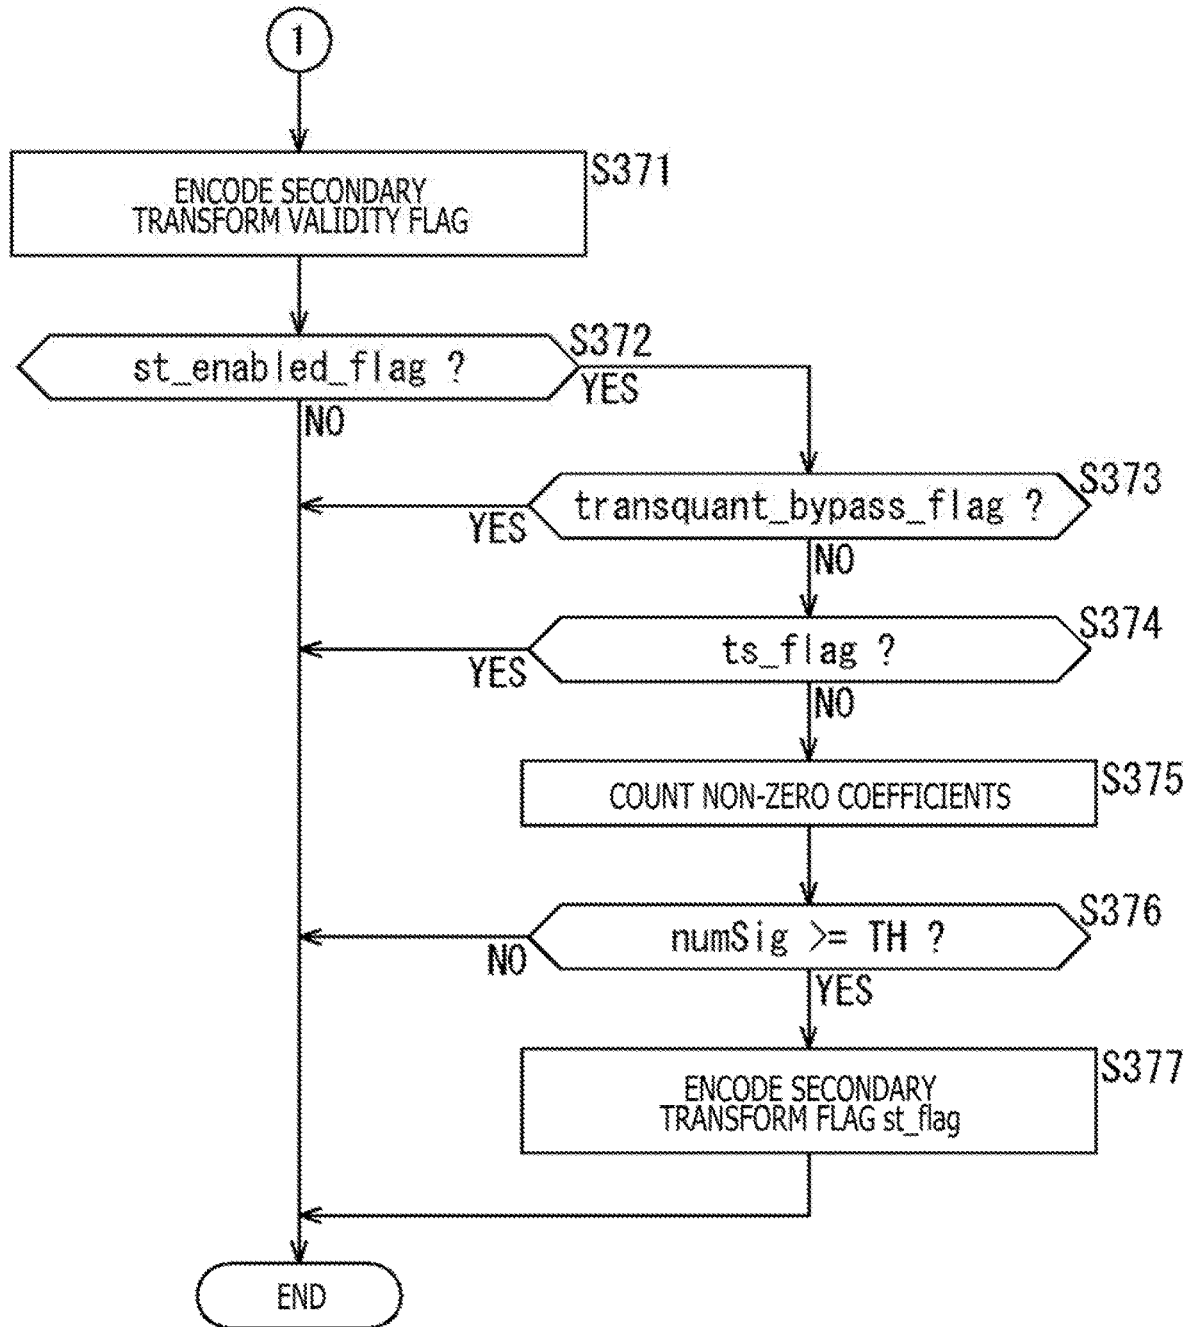 1
ENCODE SECONDARY
TRANSFORM VALIDITY FLAG
S371
st_enabled_flag ?
S372
YES
NO
transquant_bypass_flag ?
S373
YES
NO
ts_flag ?
S374
YES
NO
COUNT NON-ZERO COEFFICIENTS
S375
numSig >= TH ?
S376
NO
YES
ENCODE SECONDARY
TRANSFORM FLAG st_flag
S377
END